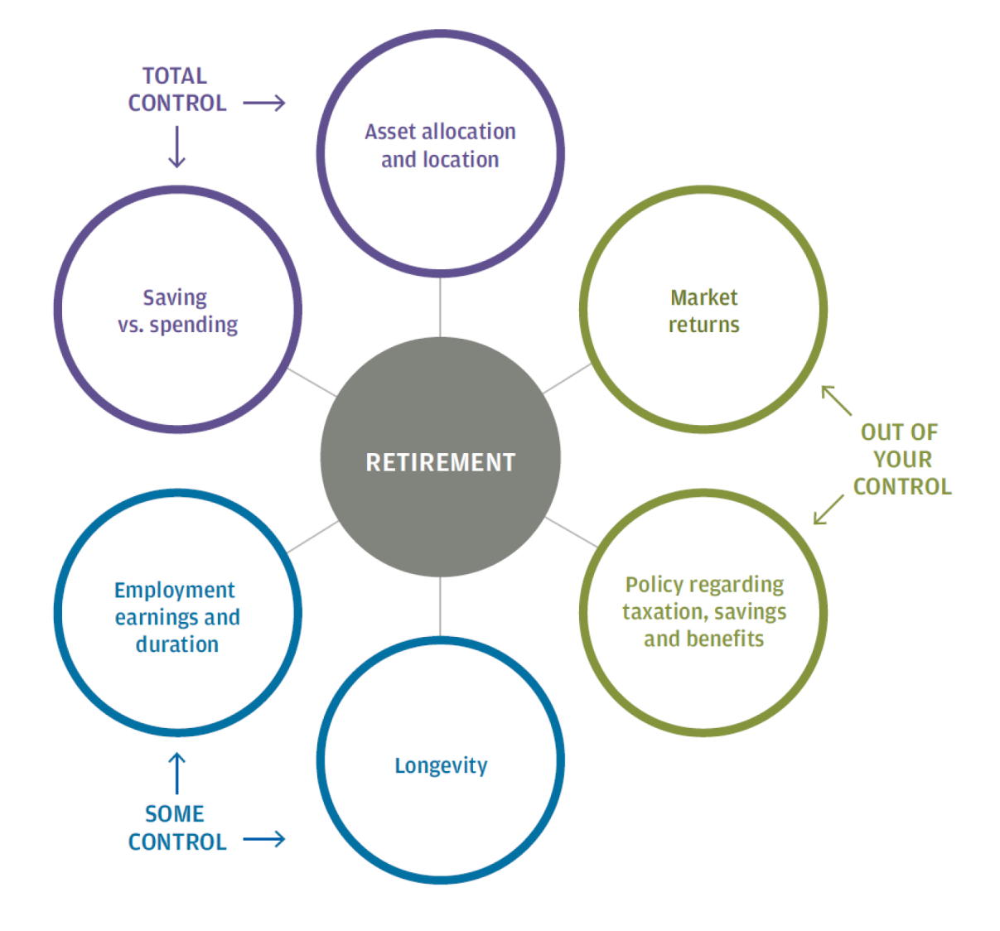 TOTAL
CONTROL
Asset allocation
and location
Saving
vs. spending
Market
returns
OUT OF
YOUR
CONTROL
RETIREMENT
Employment
earnings and
duration
Policy regarding
taxation, savings
and benefits
Longevity
SOME
CONTROL